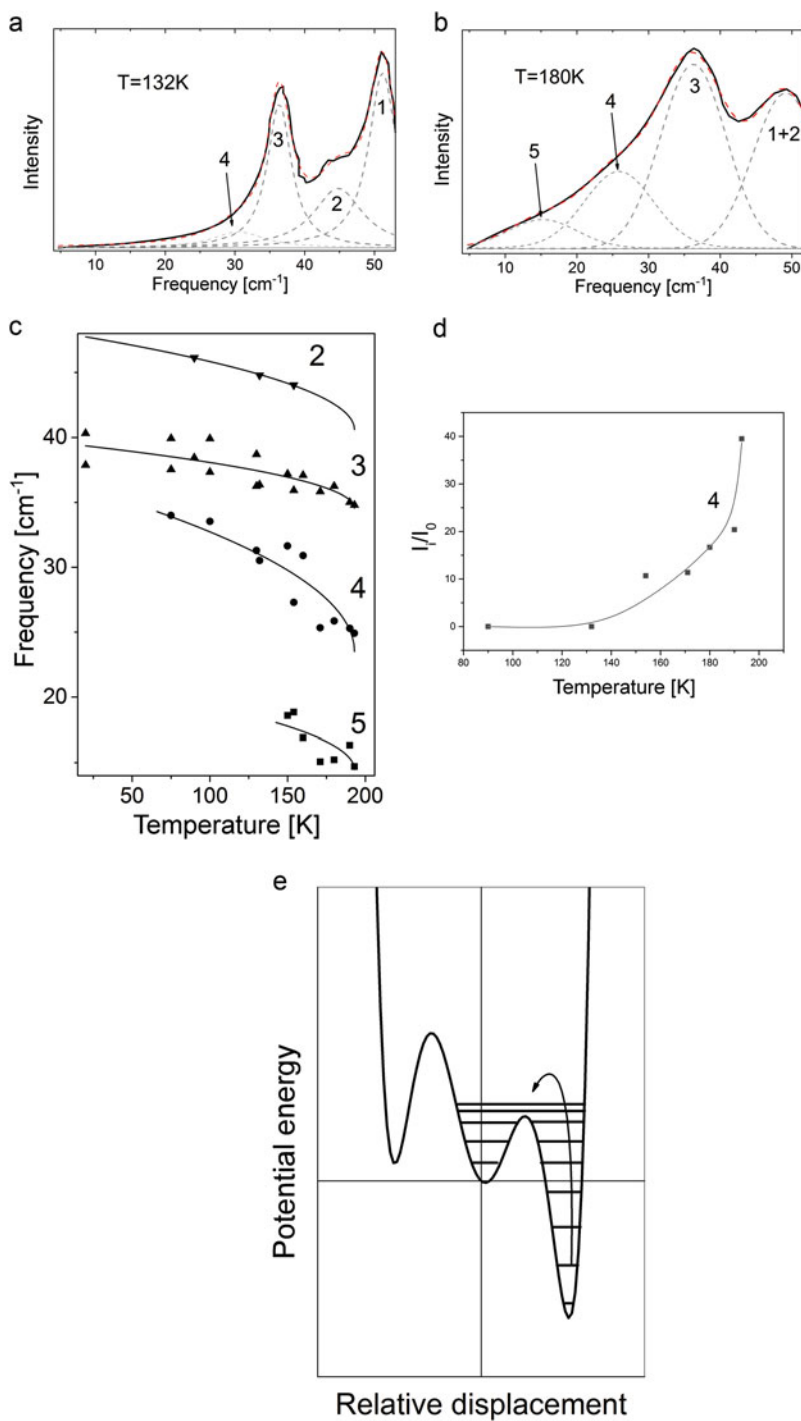 a
T=132K
4
3
2
1
Intensity
10 20 30 40 50
Frequency [cm⁻¹]
b
T=180K
5
4
3
1+2
Intensity
10 20 30 40 50
Frequency [cm⁻¹]
c
2
3
4
5
40
20
Frequency [cm⁻¹]
50 100 150 200
Temperature [K]
d
4
40
30
20
10
0
Iᵢ/I₀
80 100 120 140 160 180 200
Temperature [K]
e
Potential energy
Relative displacement